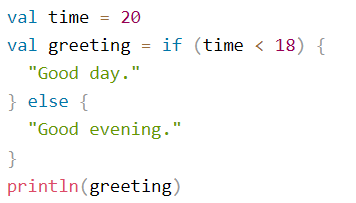 val time = 20
val greeting = if (time < 18) {
  "Good day."
} else {
  "Good evening."
}
println(greeting)